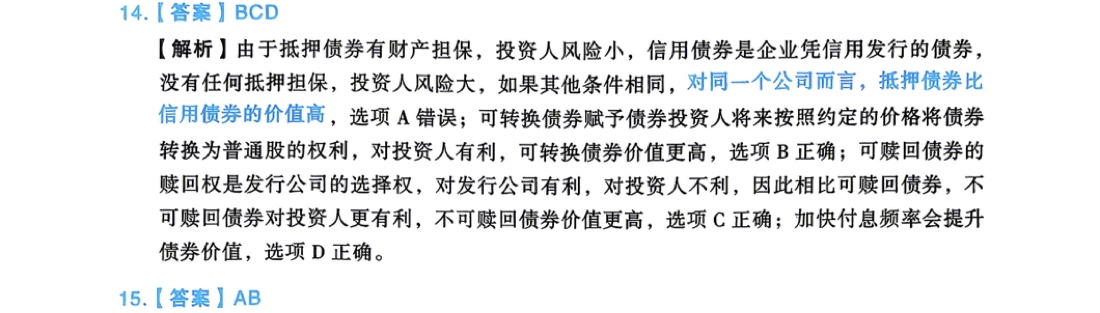 14.【答案】BCD
【解析】由于抵押债券有财产担保，投资人风险小，信用债券是企业凭信用发行的债券，
没有任何抵押担保，投资人风险大，如果其他条件相同，对同一个公司而言，抵押债券比
信用债券的价值高，选项 A 错误；可转换债券赋予债券投资人将来按照约定的价格将债券
转换为普通股的权利，对投资人有利，可转换债券价值更高，选项 B 正确；可赎回债券的
赎回权是发行公司的选择权，对发行公司有利，对投资人不利，因此相比可赎回债券，不
可赎回债券对投资人更有利，不可赎回债券价值更高，选项 C 正确；加快付息频率会提升
债券价值，选项 D 正确。
15.【答案】AB